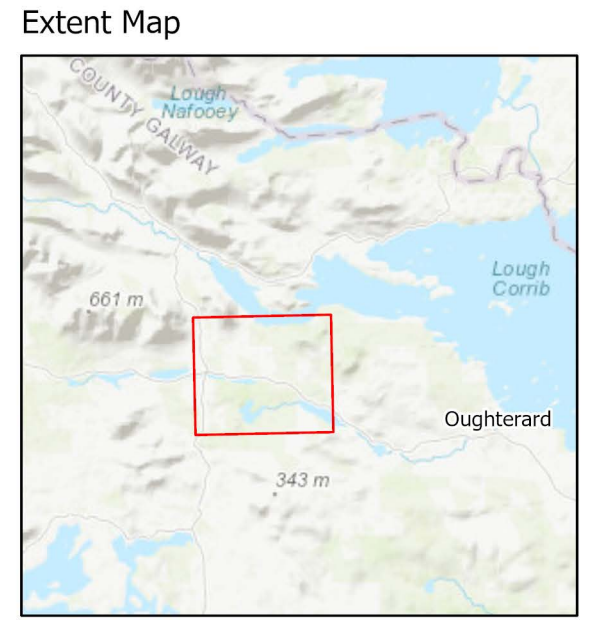 Extent Map
COUNTY GALWAY
Lough
Nafooey
Lough
Corrib
661 m
Oughterard
343 m